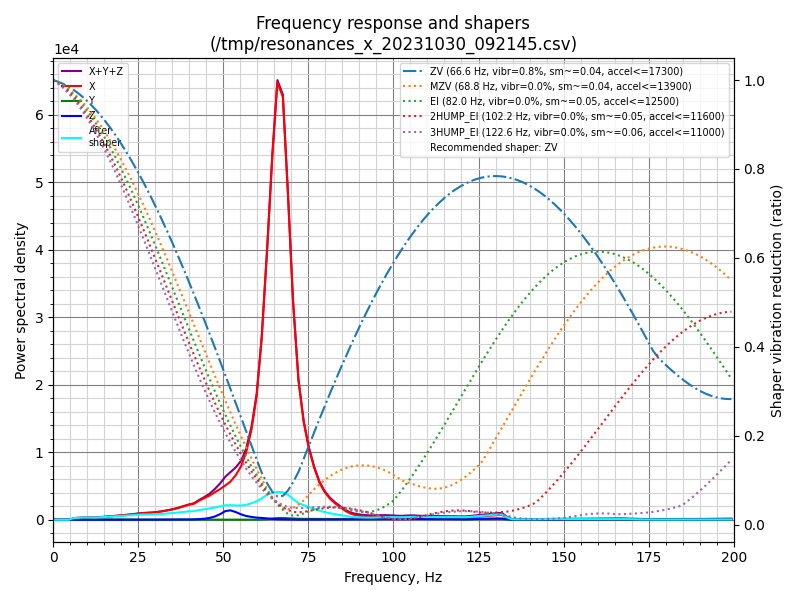 Frequency response and shapers
(/tmp/resonances_x_20231030_092145.csv)
1e4
X+Y+Z
X
Y
Z
After
shaper
ZV (66.6 Hz, vibr=0.8%, sm~=0.04, accel<=17300)
MZV (68.8 Hz, vibr=0.0%, sm~=0.04, accel<=13900)
EI (82.0 Hz, vibr=0.0%, sm~=0.05, accel<=12500)
2HUMP_EI (102.2 Hz, vibr=0.0%, sm~=0.05, accel<=11600)
3HUMP_EI (122.6 Hz, vibr=0.0%, sm~=0.06, accel<=11000)
Recommended shaper: ZV
Power spectral density
6
5
4
3
2
1
0
1.0
0.8
0.6
0.4
0.2
0.0
Shaper vibration reduction (ratio)
0 25 50 75 100 125 150 175 200
Frequency, Hz